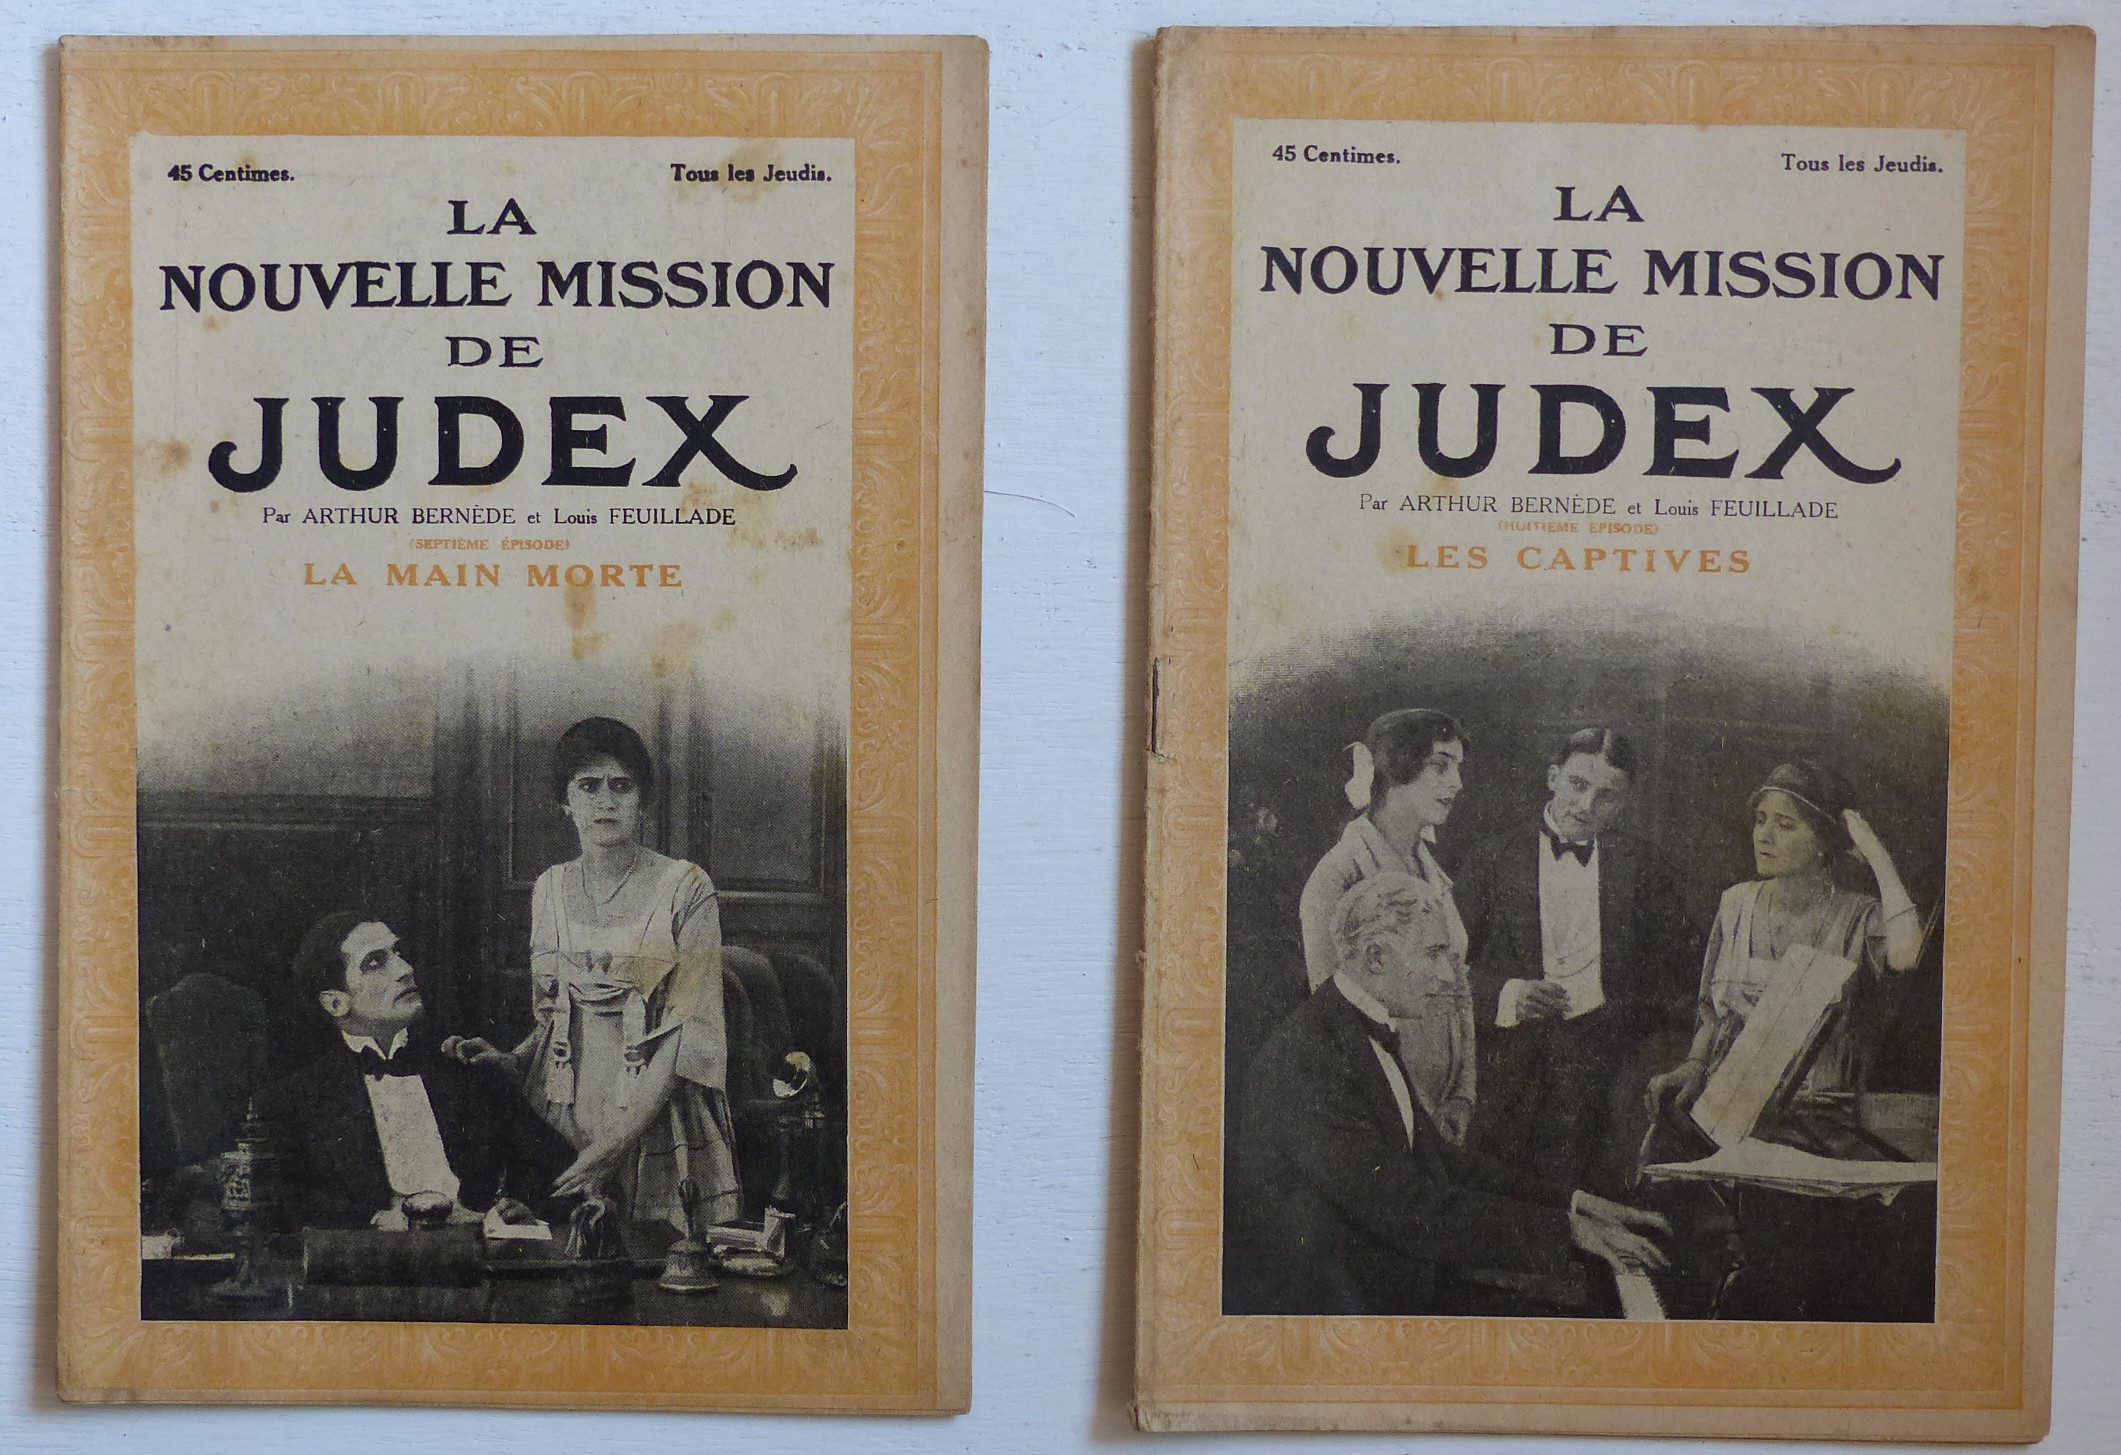 45 Centimes.
Tous les Jeudis.
LA
NOUVELLE MISSION
DE
JUDEX
Par ARTHUR BERNÈDE et Louis FEUILLADE
(SEPTIÈME ÉPISODE)
LA MAIN MORTE
45 Centimes.
Tous les Jeudis.
LA
NOUVELLE MISSION
DE
JUDEX
Par ARTHUR BERNÈDE et Louis FEUILLADE
(HUITIÈME ÉPISODE)
LES CAPTIVES